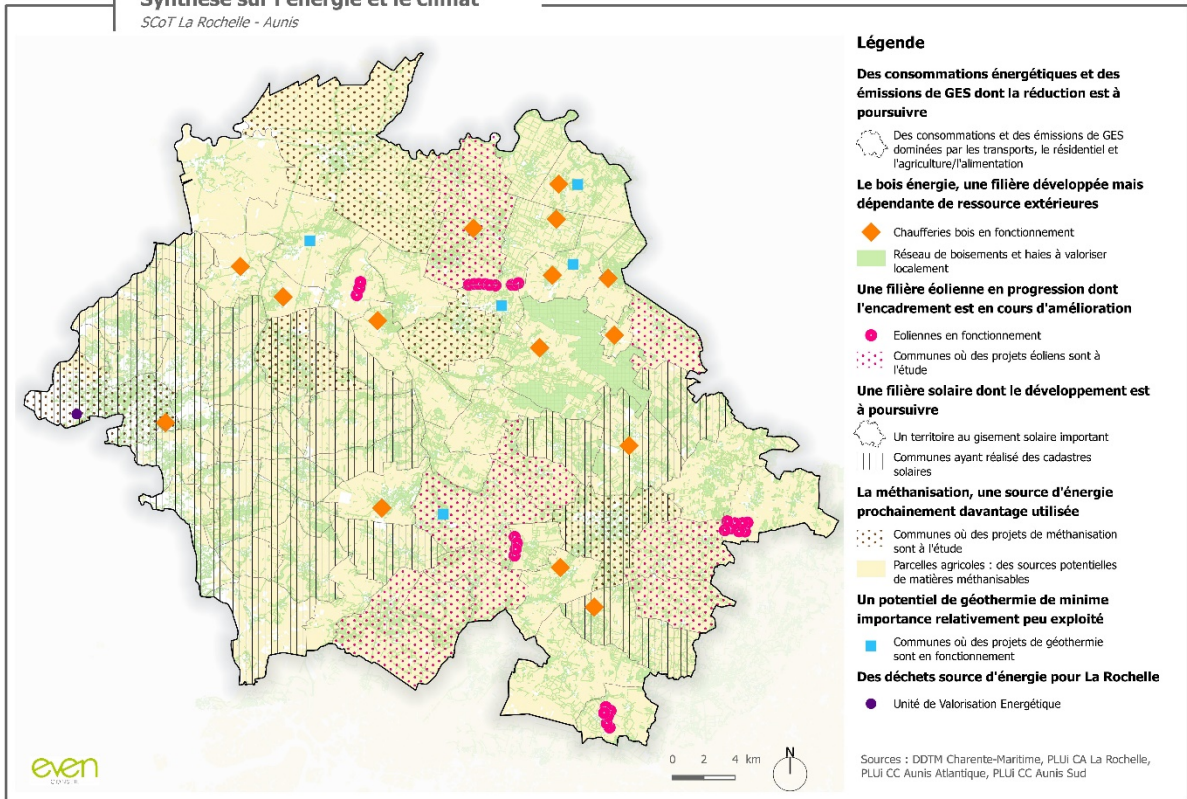 Synthèse sur l'énergie et le climat
SCoT La Rochelle - Aunis
Légende
Des consommations énergétiques et des
émissions de GES dont la réduction est à
poursuivre
Des consommations et des émissions de GES
dominées par les transports, le résidentiel et
l'agriculture/l'alimentation
Le bois énergie, une filière développée mais
dépendante de ressource extérieures
Chaufferies bois en fonctionnement
Réseau de boisements et haies à valoriser
localement
Une filière éolienne en progression dont
l'encadrement est en cours d'amélioration
Eoliennes en fonctionnement
Communes où des projets éoliens sont à
l'étude
Une filière solaire dont le développement est
à poursuivre
Un territoire au gisement solaire important
Communes ayant réalisé des cadastres
solaires
La méthanisation, une source d'énergie
prochainement davantage utilisée
Communes où des projets de méthanisation
sont à l'étude
Parcelles agricoles : des sources potentielles
de matières méthanisables
Un potentiel de géothermie de minime
importance relativement peu exploité
Communes où des projets de géothermie
sont en fonctionnement
Des déchets source d'énergie pour La Rochelle
Unité de Valorisation Energétique
Sources : DDTM Charente-Maritime, PLUi CA La Rochelle,
PLUi CC Aunis Atlantique, PLUi CC Aunis Sud
0 2 4 km
N
even